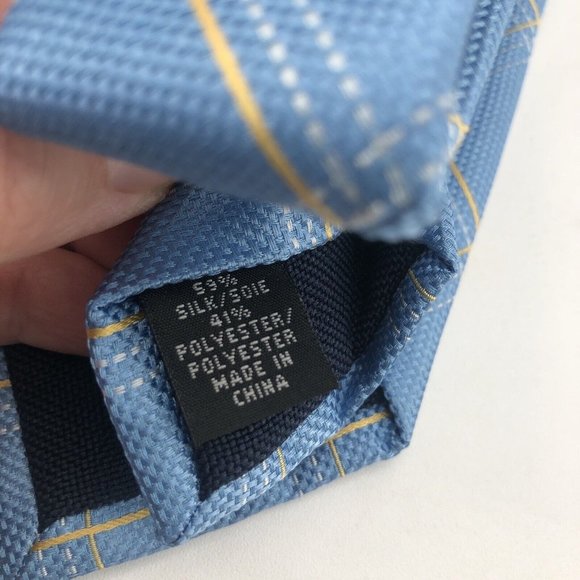 59%
SILK/SOIE
41%
POLYESTER/
POLYESTER
MADE IN
CHINA